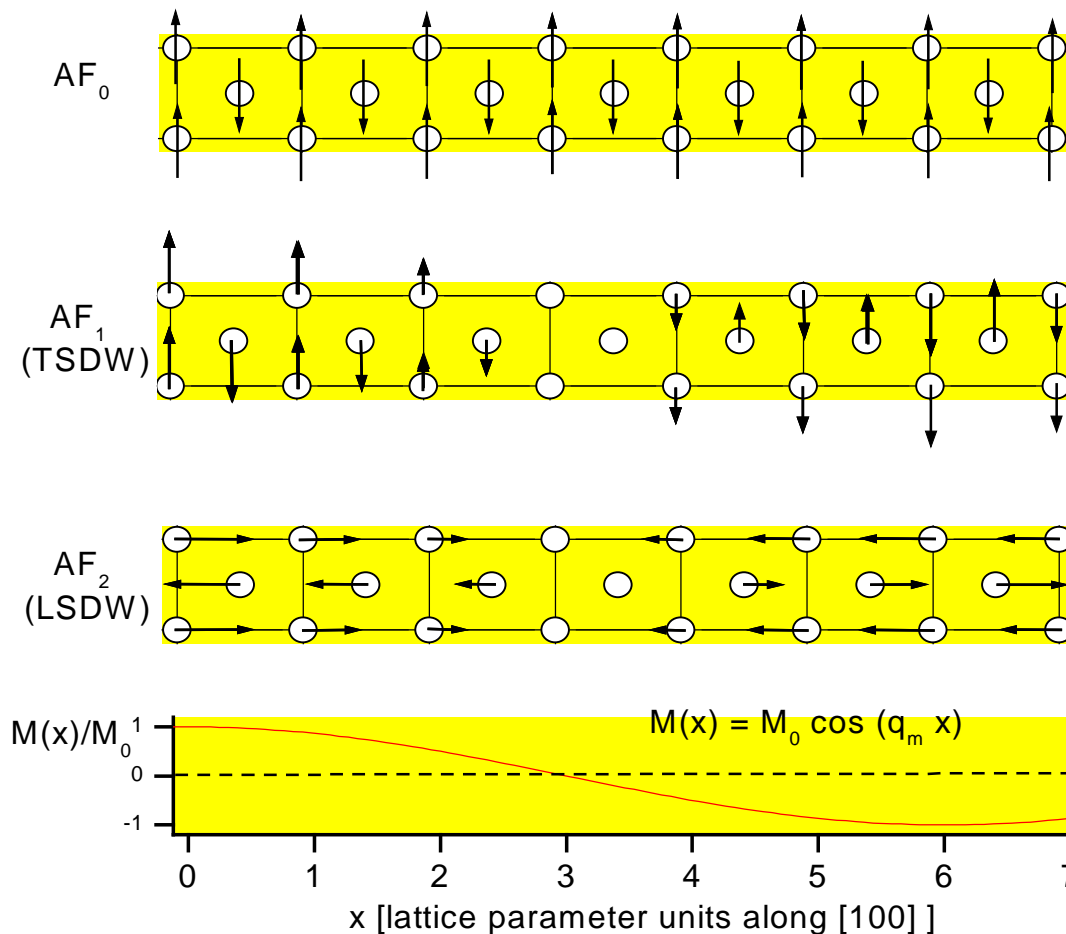 AF₀
AF₁
(TSDW)
AF₂
(LSDW)
M(x)/M₀
1
0
-1
M(x) = M₀ cos (qₘ x)
0 1 2 3 4 5 6 7
x [lattice parameter units along [100] ]